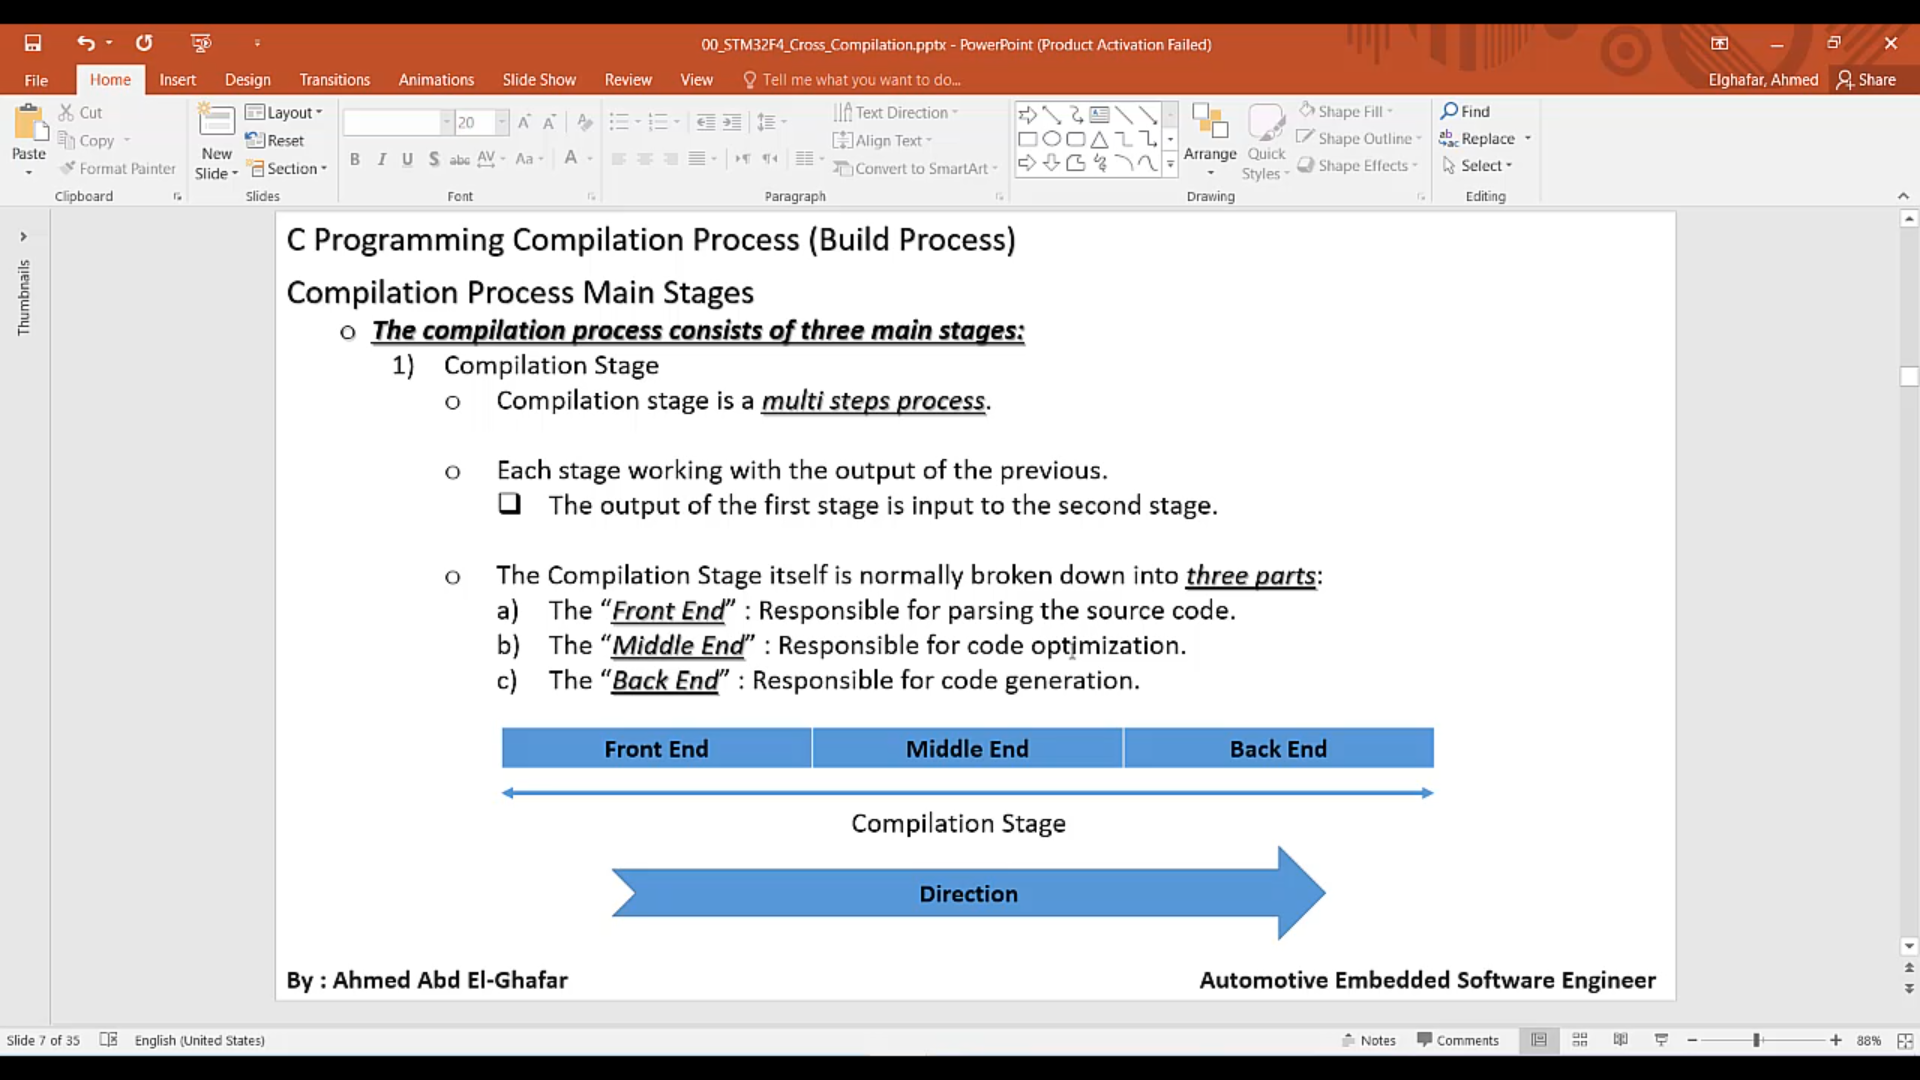 00_STM32F4_Cross_Compilation.pptx - PowerPoint (Product Activation Failed)
File Home Insert Design Transitions Animations Slide Show Review View Tell me what you want to do... Elghafar, Ahmed Share
Paste Cut Copy Format Painter
Clipboard
New Slide Layout Reset Section
Slides
20
B I U S abc AV Aa A
Font
Text Direction
Align Text
Convert to SmartArt
Paragraph
Arrange Quick Styles Shape Fill Shape Outline Shape Effects
Drawing
Find
Replace
Select
Editing
Thumbnails
C Programming Compilation Process (Build Process)
Compilation Process Main Stages
o The compilation process consists of three main stages:
1) Compilation Stage
o Compilation stage is a multi steps process.
o Each stage working with the output of the previous.
❑ The output of the first stage is input to the second stage.
o The Compilation Stage itself is normally broken down into three parts:
a) The “Front End” : Responsible for parsing the source code.
b) The “Middle End” : Responsible for code optimization.
c) The “Back End” : Responsible for code generation.
Front End Middle End Back End
Compilation Stage
Direction
By : Ahmed Abd El-Ghafar Automotive Embedded Software Engineer
Slide 7 of 35 English (United States) Notes Comments 88%